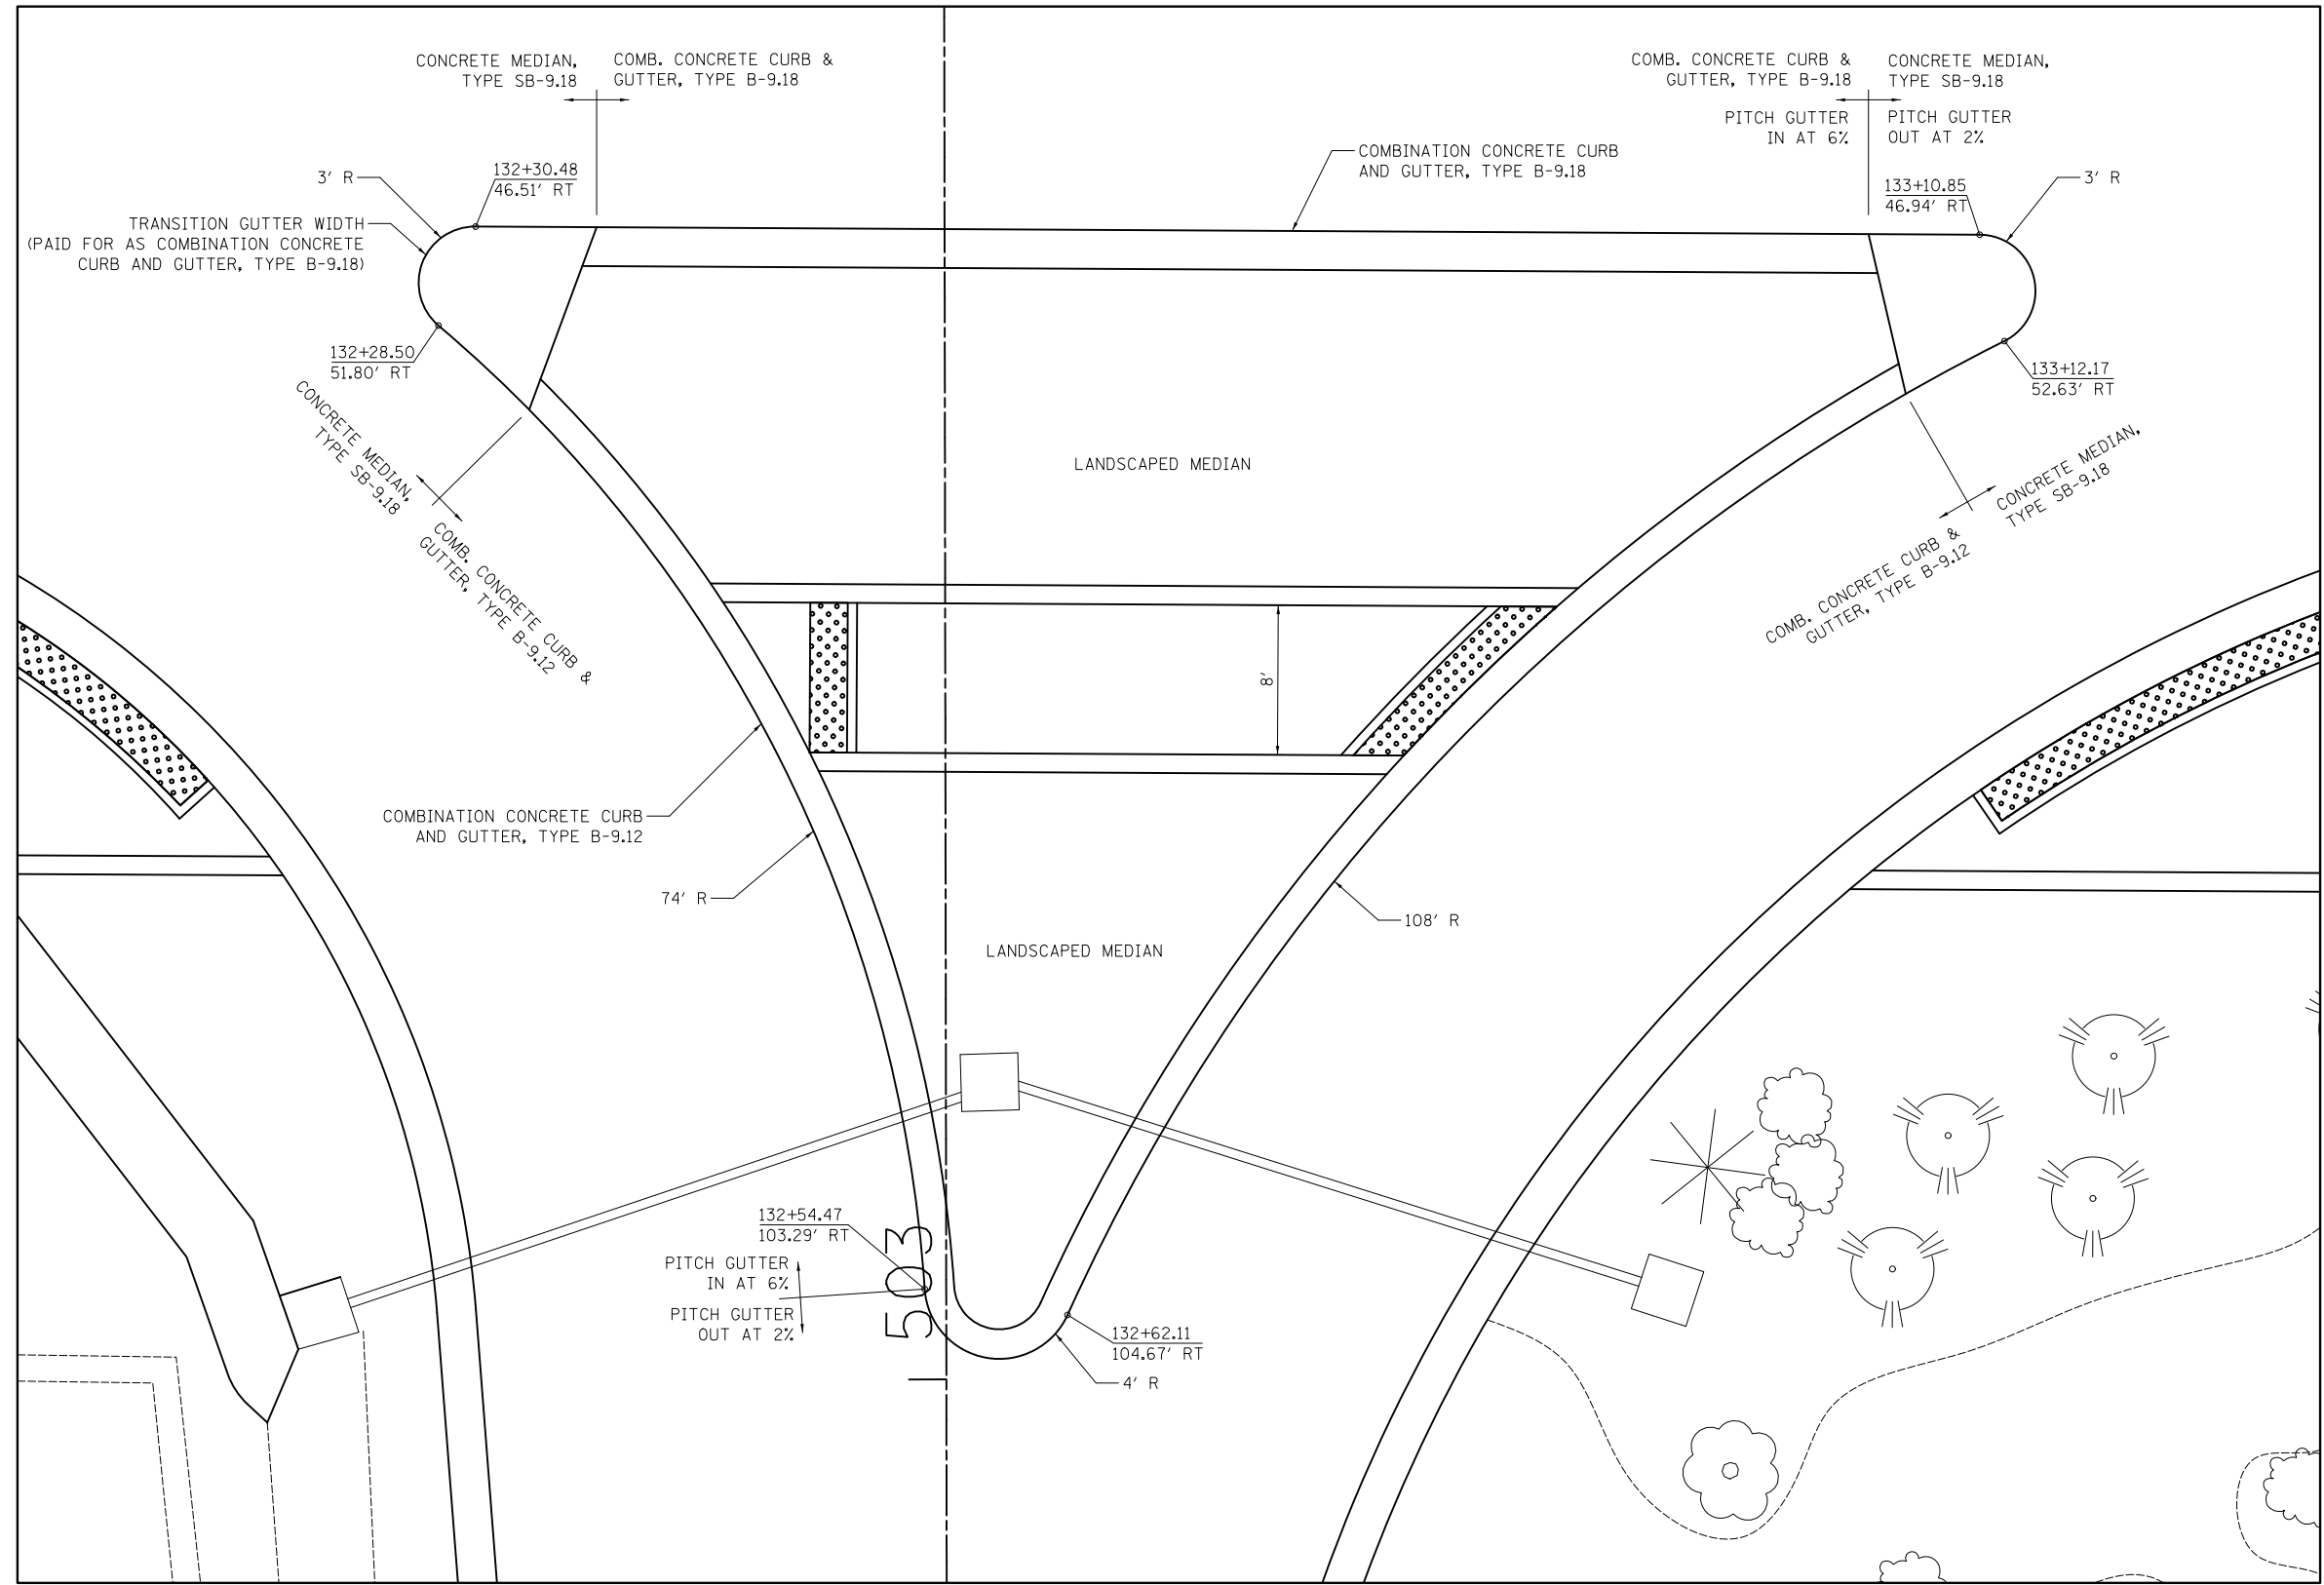 CONCRETE MEDIAN,
TYPE SB-9.18
COMB. CONCRETE CURB &
GUTTER, TYPE B-9.18
COMB. CONCRETE CURB &
GUTTER, TYPE B-9.18
CONCRETE MEDIAN,
TYPE SB-9.18
PITCH GUTTER
IN AT 6%
PITCH GUTTER
OUT AT 2%
COMBINATION CONCRETE CURB
AND GUTTER, TYPE B-9.18
3' R
132+30.48
46.51' RT
133+10.85
46.94' RT
3' R
TRANSITION GUTTER WIDTH
(PAID FOR AS COMBINATION CONCRETE
CURB AND GUTTER, TYPE B-9.18)
132+28.50
51.80' RT
133+12.17
52.63' RT
CONCRETE MEDIAN,
TYPE SB-9.18
COMB. CONCRETE CURB &
GUTTER, TYPE B-9.12
LANDSCAPED MEDIAN
CONCRETE MEDIAN,
TYPE SB-9.18
COMB. CONCRETE CURB &
GUTTER, TYPE B-9.12
8'
COMBINATION CONCRETE CURB
AND GUTTER, TYPE B-9.12
74' R
108' R
LANDSCAPED MEDIAN
132+54.47
103.29' RT
PITCH GUTTER
IN AT 6%
PITCH GUTTER
OUT AT 2%
503
132+62.11
104.67' RT
4' R